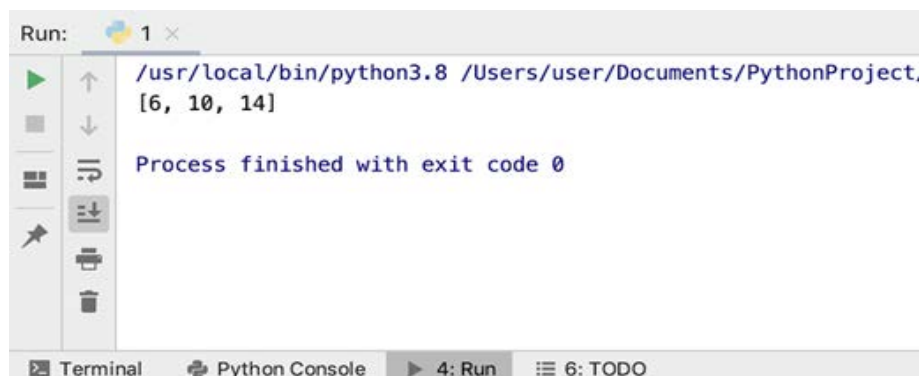 Run: 1
/usr/local/bin/python3.8 /Users/user/Documents/PythonProject/
[6, 10, 14]
Process finished with exit code 0
Terminal Python Console 4: Run 6: TODO